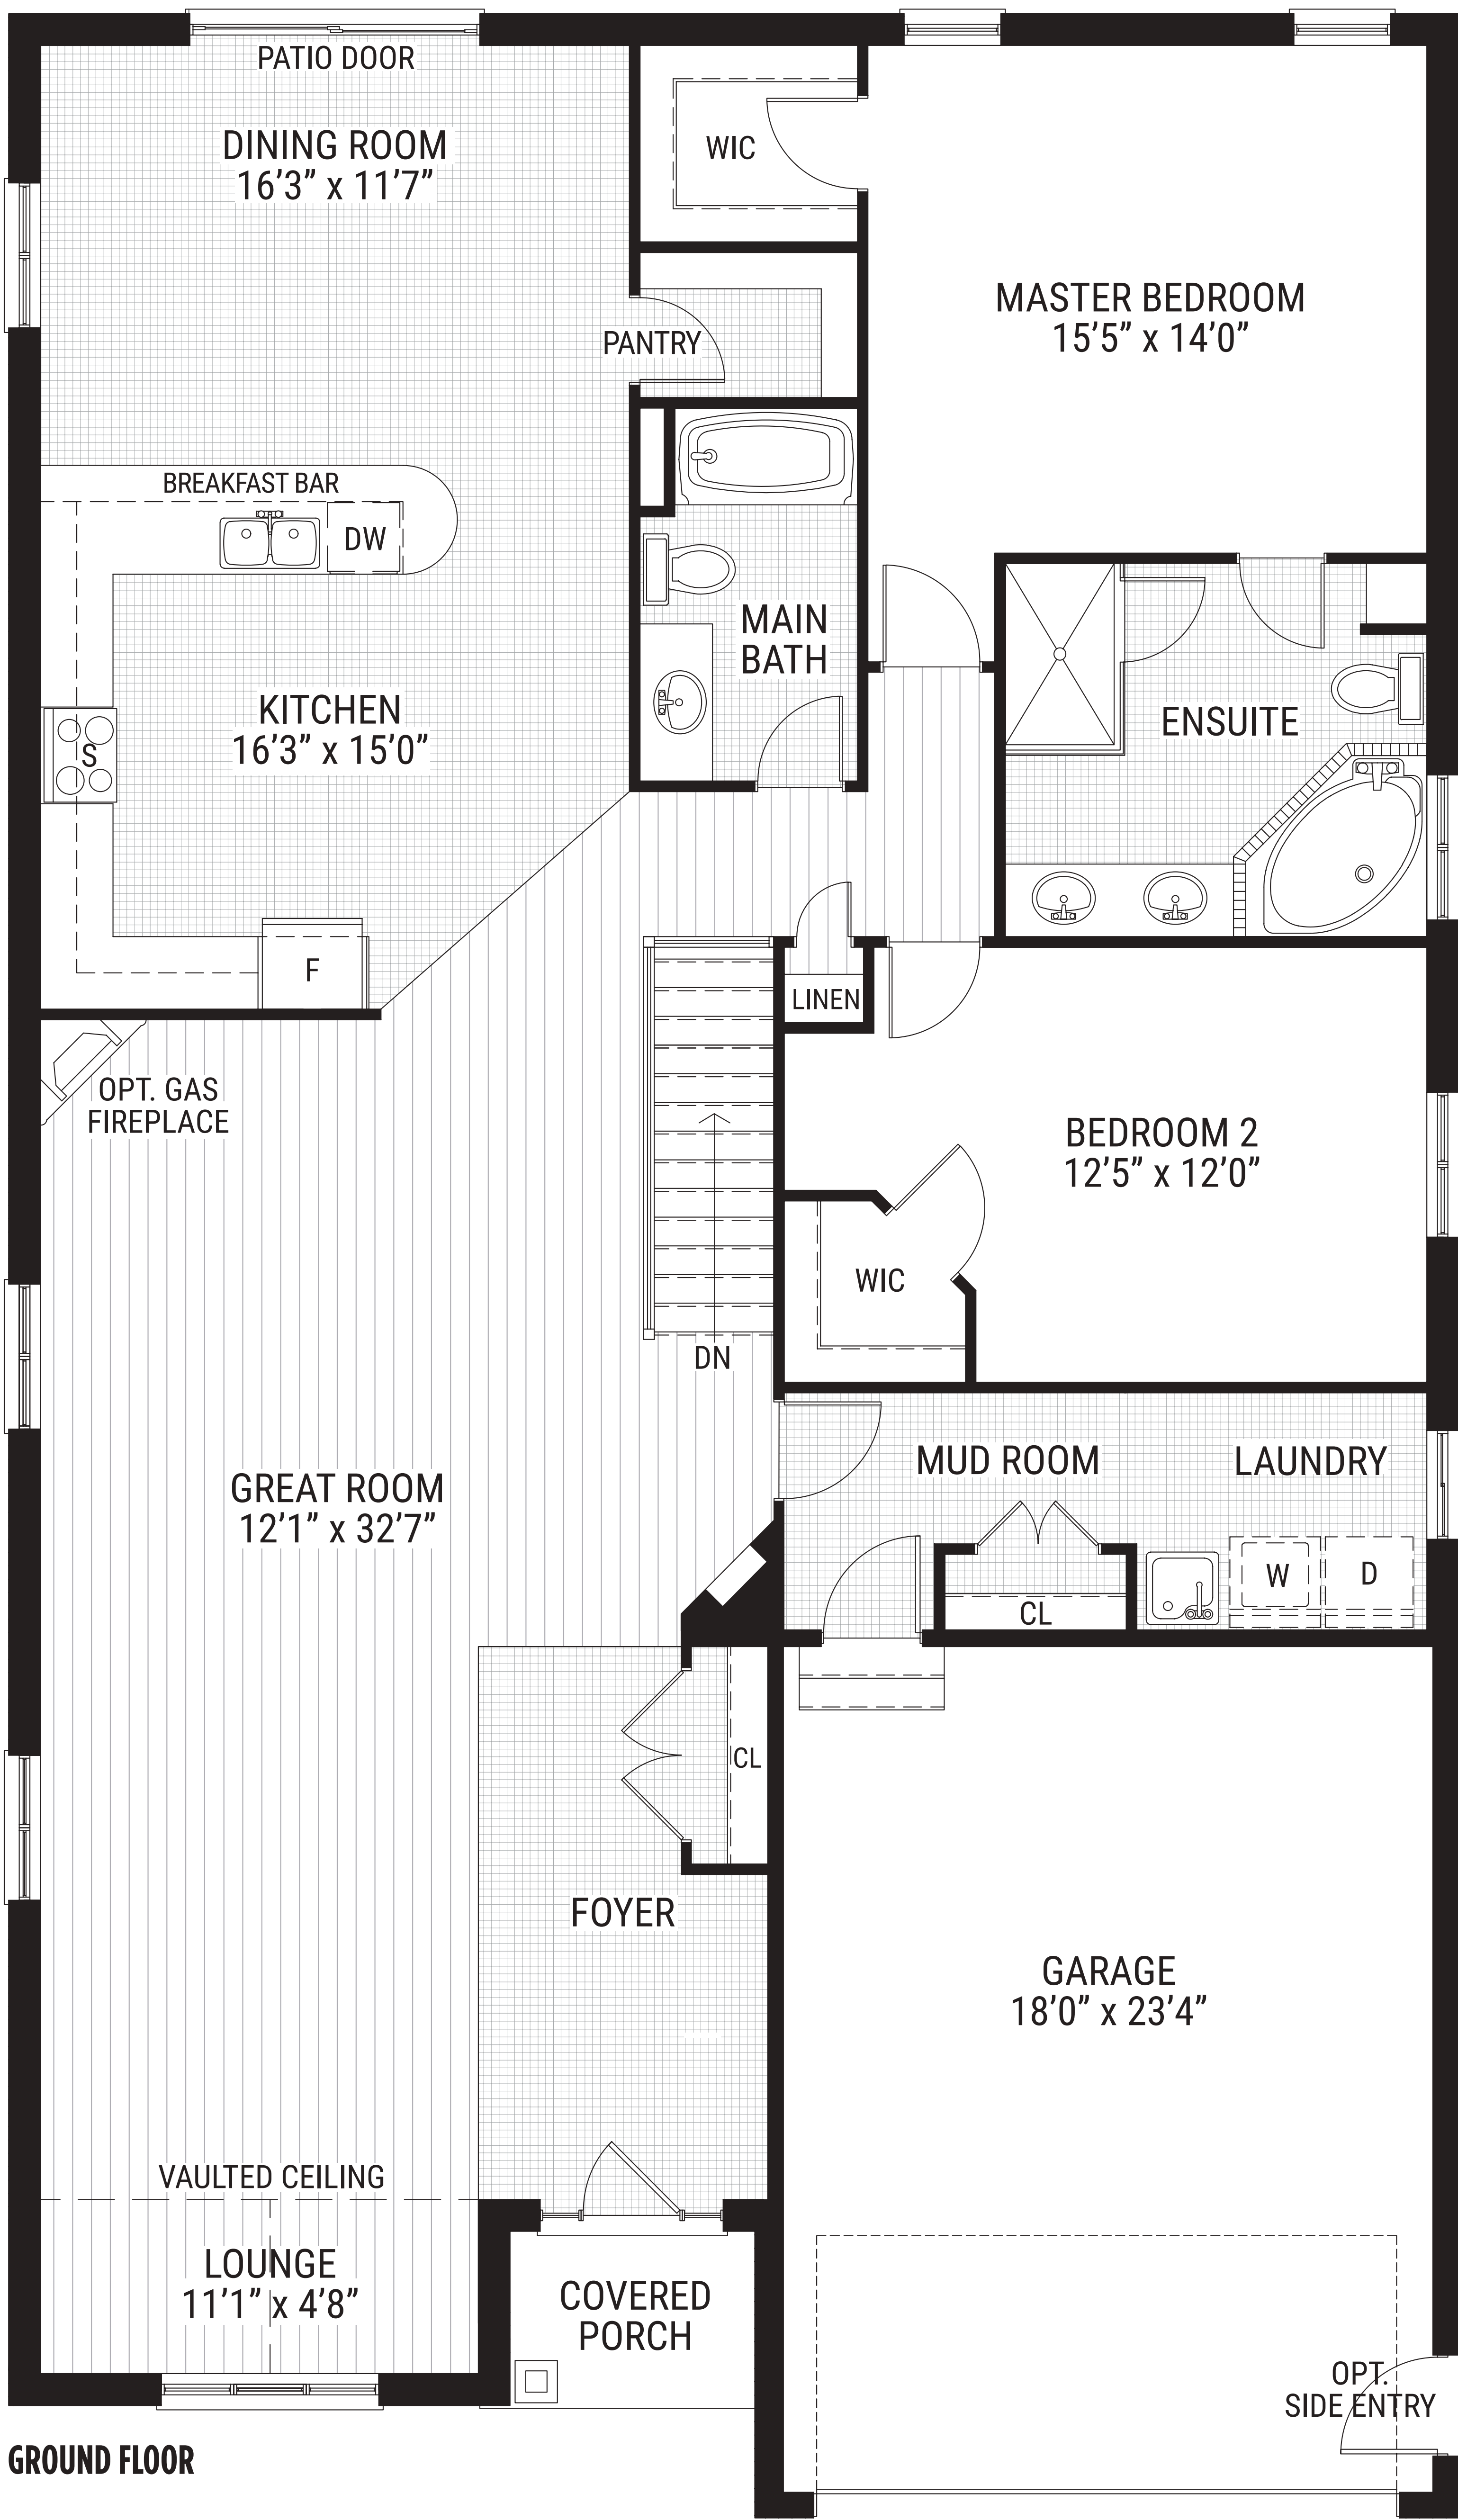 PATIO DOOR
DINING ROOM
16’3” x 11’7”
WIC
MASTER BEDROOM
15’5” x 14’0”
PANTRY
BREAKFAST BAR
DW
MAIN
BATH
KITCHEN
16’3” x 15’0”
S
ENSUITE
F
LINEN
OPT. GAS
FIREPLACE
BEDROOM 2
12’5” x 12’0”
WIC
DN
MUD ROOM
LAUNDRY
GREAT ROOM
12’1” x 32’7”
W
D
CL
CL
FOYER
GARAGE
18’0” x 23’4”
VAULTED CEILING
LOUNGE
11’1” x 4’8”
COVERED
PORCH
OPT.
SIDE ENTRY
GROUND FLOOR